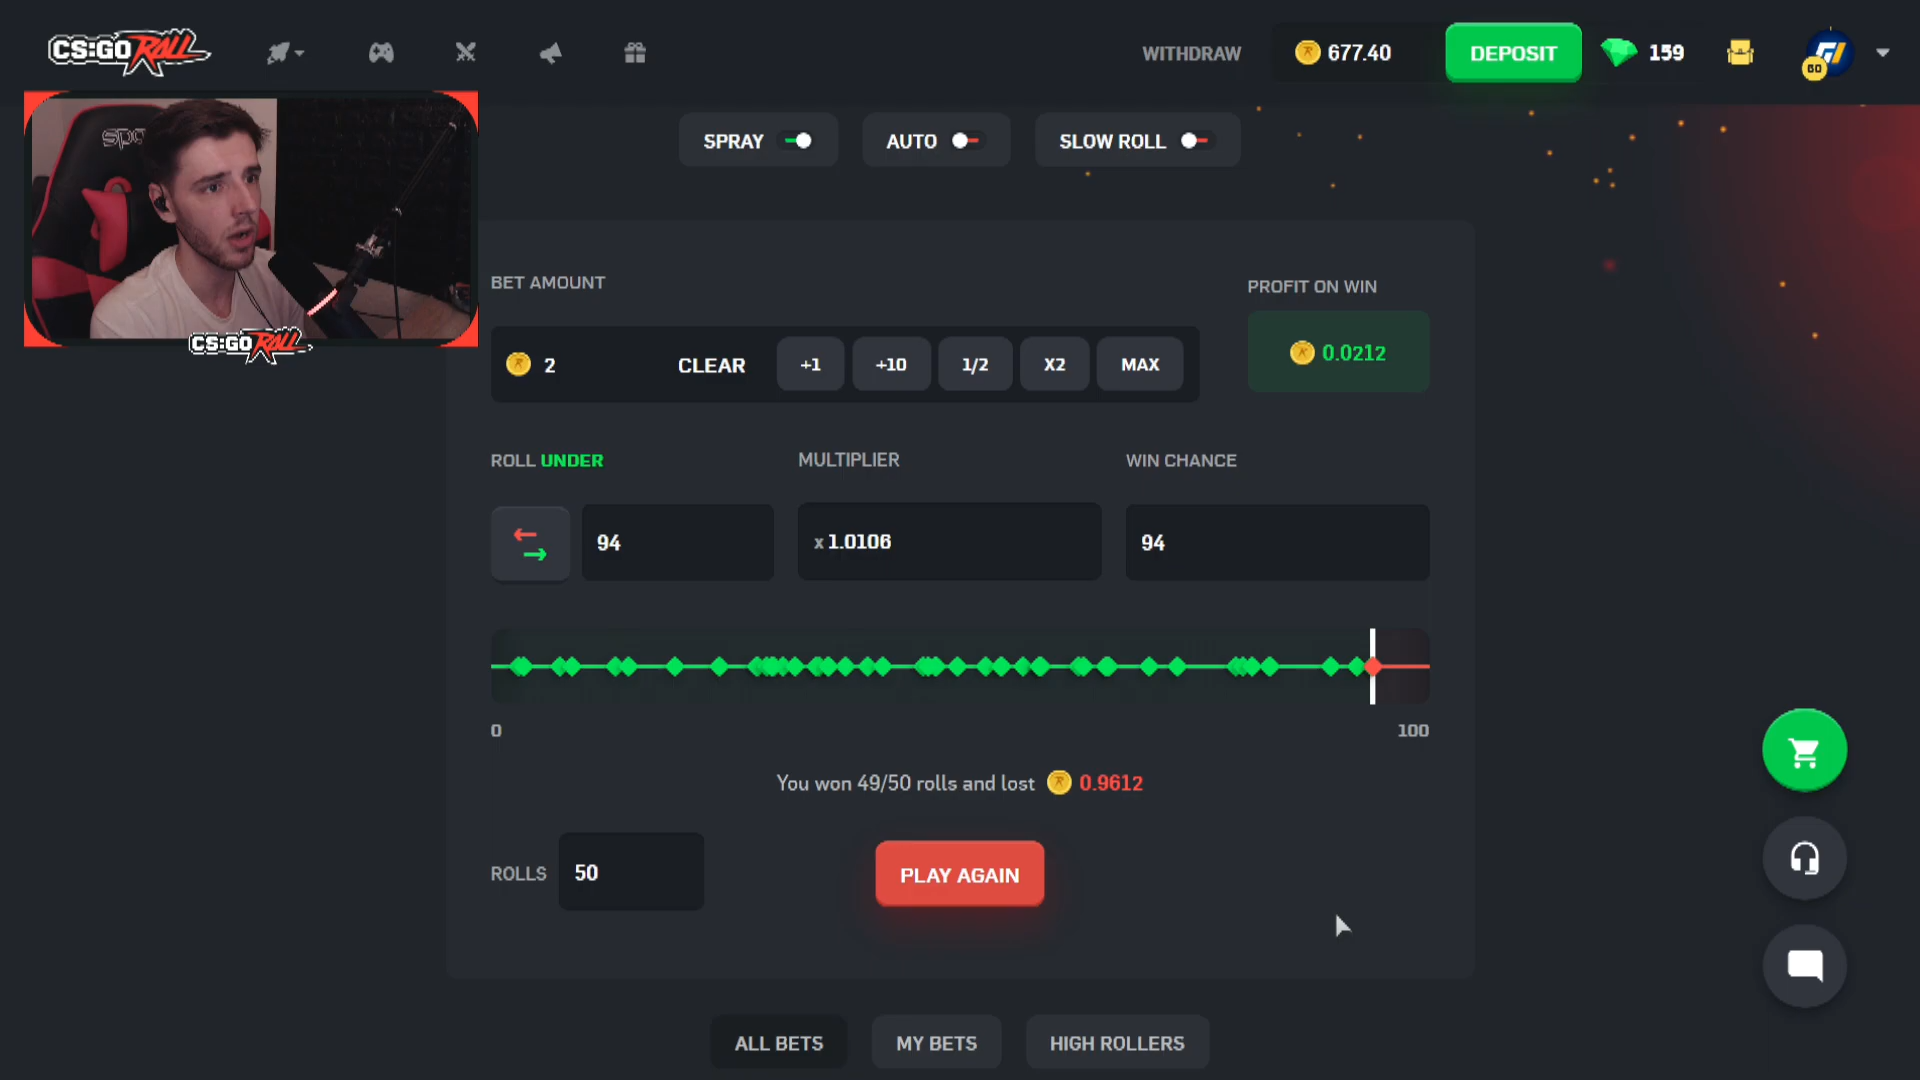 CS:GO ROLL
WITHDRAW
677.40
DEPOSIT
159
60
SPRAY
AUTO
SLOW ROLL
CS:GO ROLL
BET AMOUNT
PROFIT ON WIN
2
CLEAR
+1
+10
1/2
X2
MAX
0.0212
ROLL UNDER
MULTIPLIER
WIN CHANCE
94
x 1.0106
94
0
100
You won 49/50 rolls and lost 0.9612
ROLLS
50
PLAY AGAIN
ALL BETS
MY BETS
HIGH ROLLERS